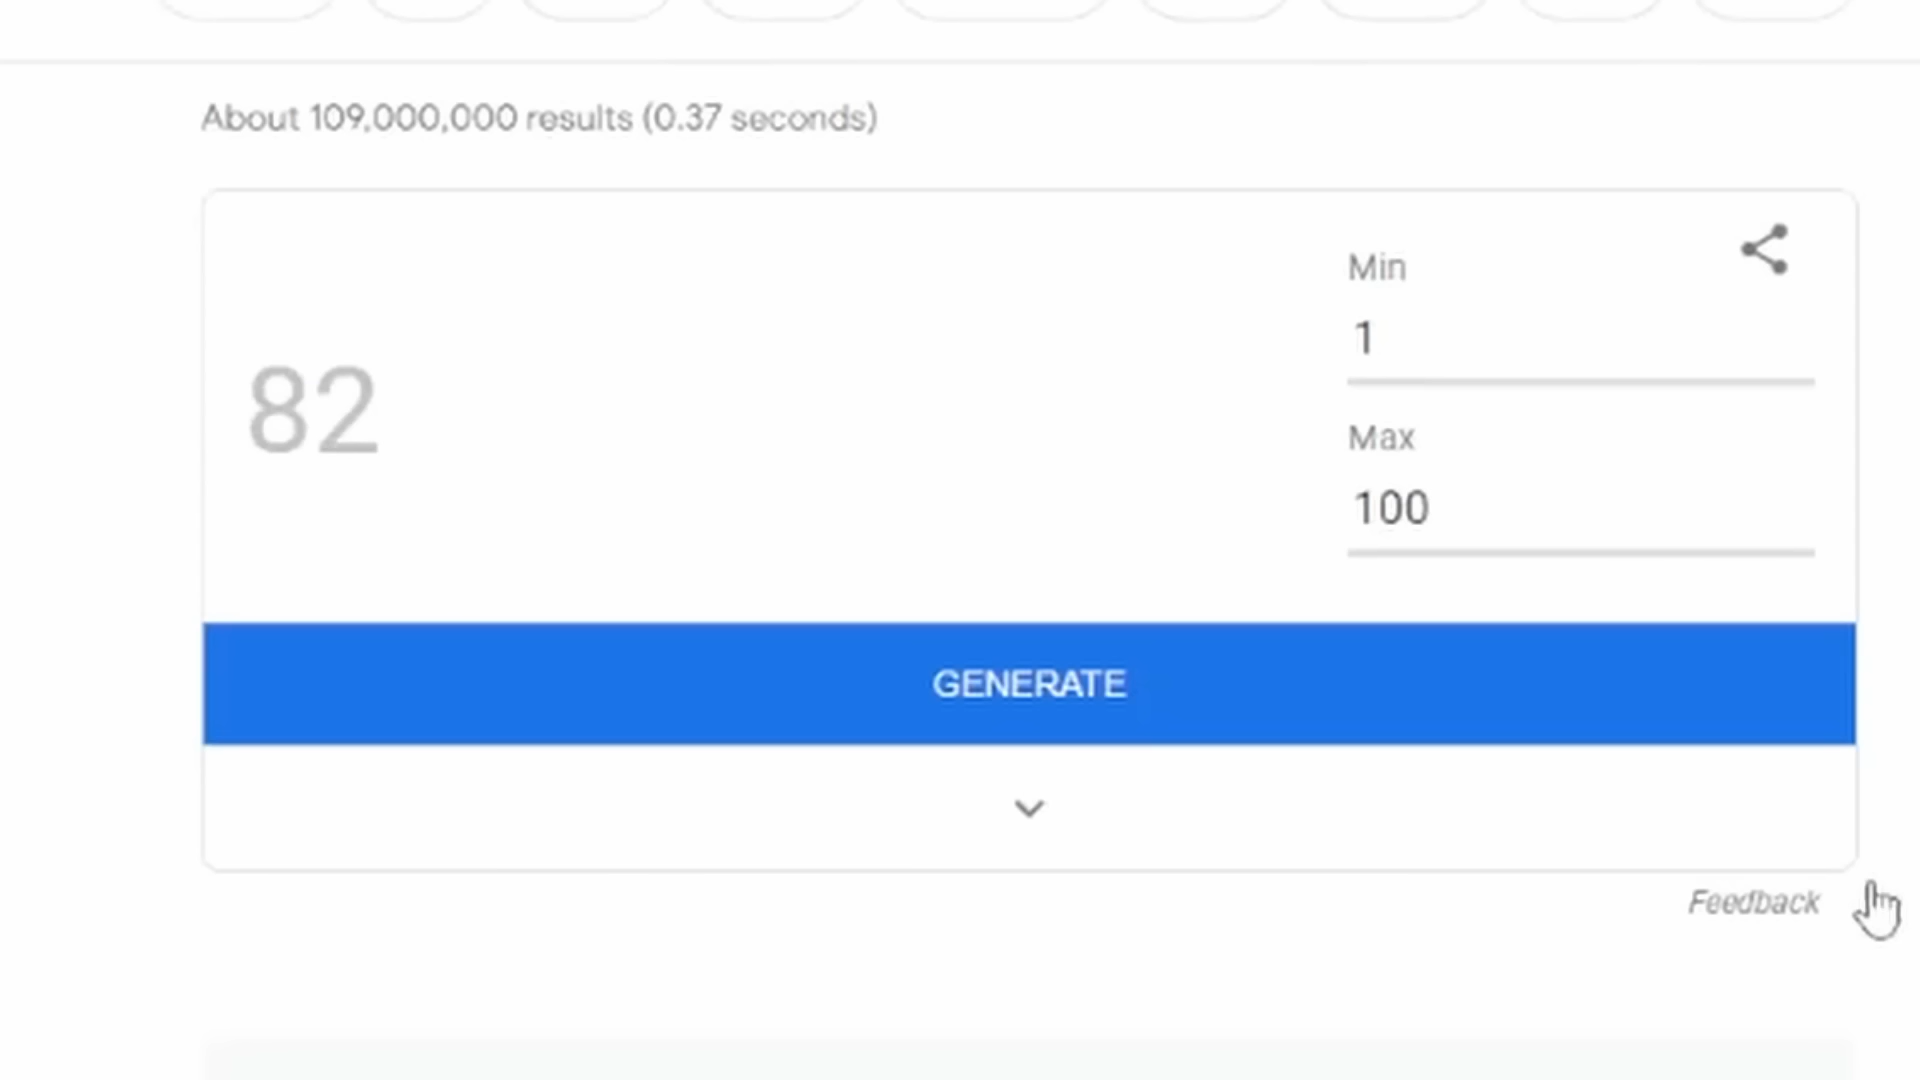 About 109,000,000 results (0.37 seconds)
Min
1
82
Max
100
GENERATE
Feedback